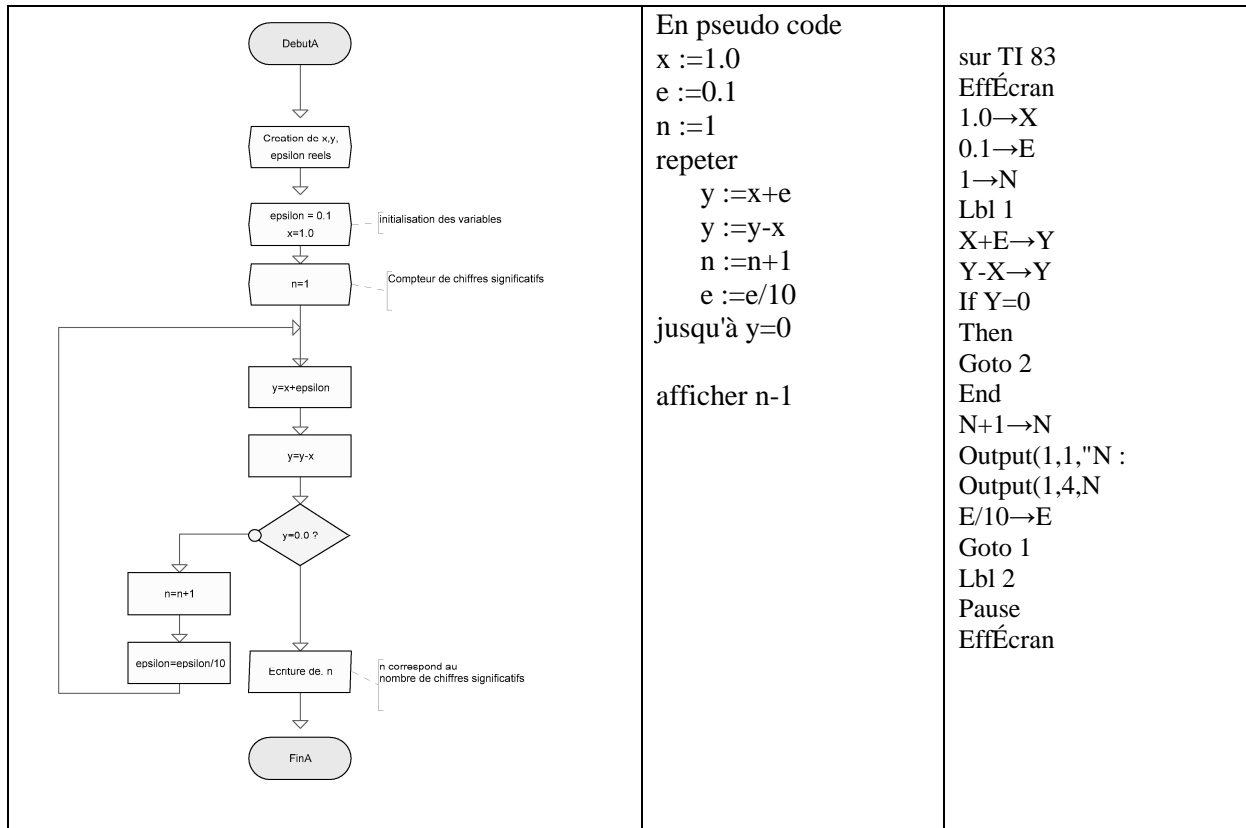 DebutA
Creation de x,y,
epsilon reels
epsilon = 0.1
x=1.0
initialisation des variables
n=1
Compteur de chiffres significatifs
y=x+epsilon
y=y-x
y=0.0 ?
n=n+1
epsilon=epsilon/10
Ecriture de. n
n correspond au
nombre de chiffres significatifs
FinA
En pseudo code
x :=1.0
e :=0.1
n :=1
repeter
y :=x+e
y :=y-x
n :=n+1
e :=e/10
jusqu'à y=0
afficher n-1
sur TI 83
EffÉcran
1.0→X
0.1→E
1→N
Lbl 1
X+E→Y
Y-X→Y
If Y=0
Then
Goto 2
End
N+1→N
Output(1,1,"N :
Output(1,4,N
E/10→E
Goto 1
Lbl 2
Pause
EffÉcran